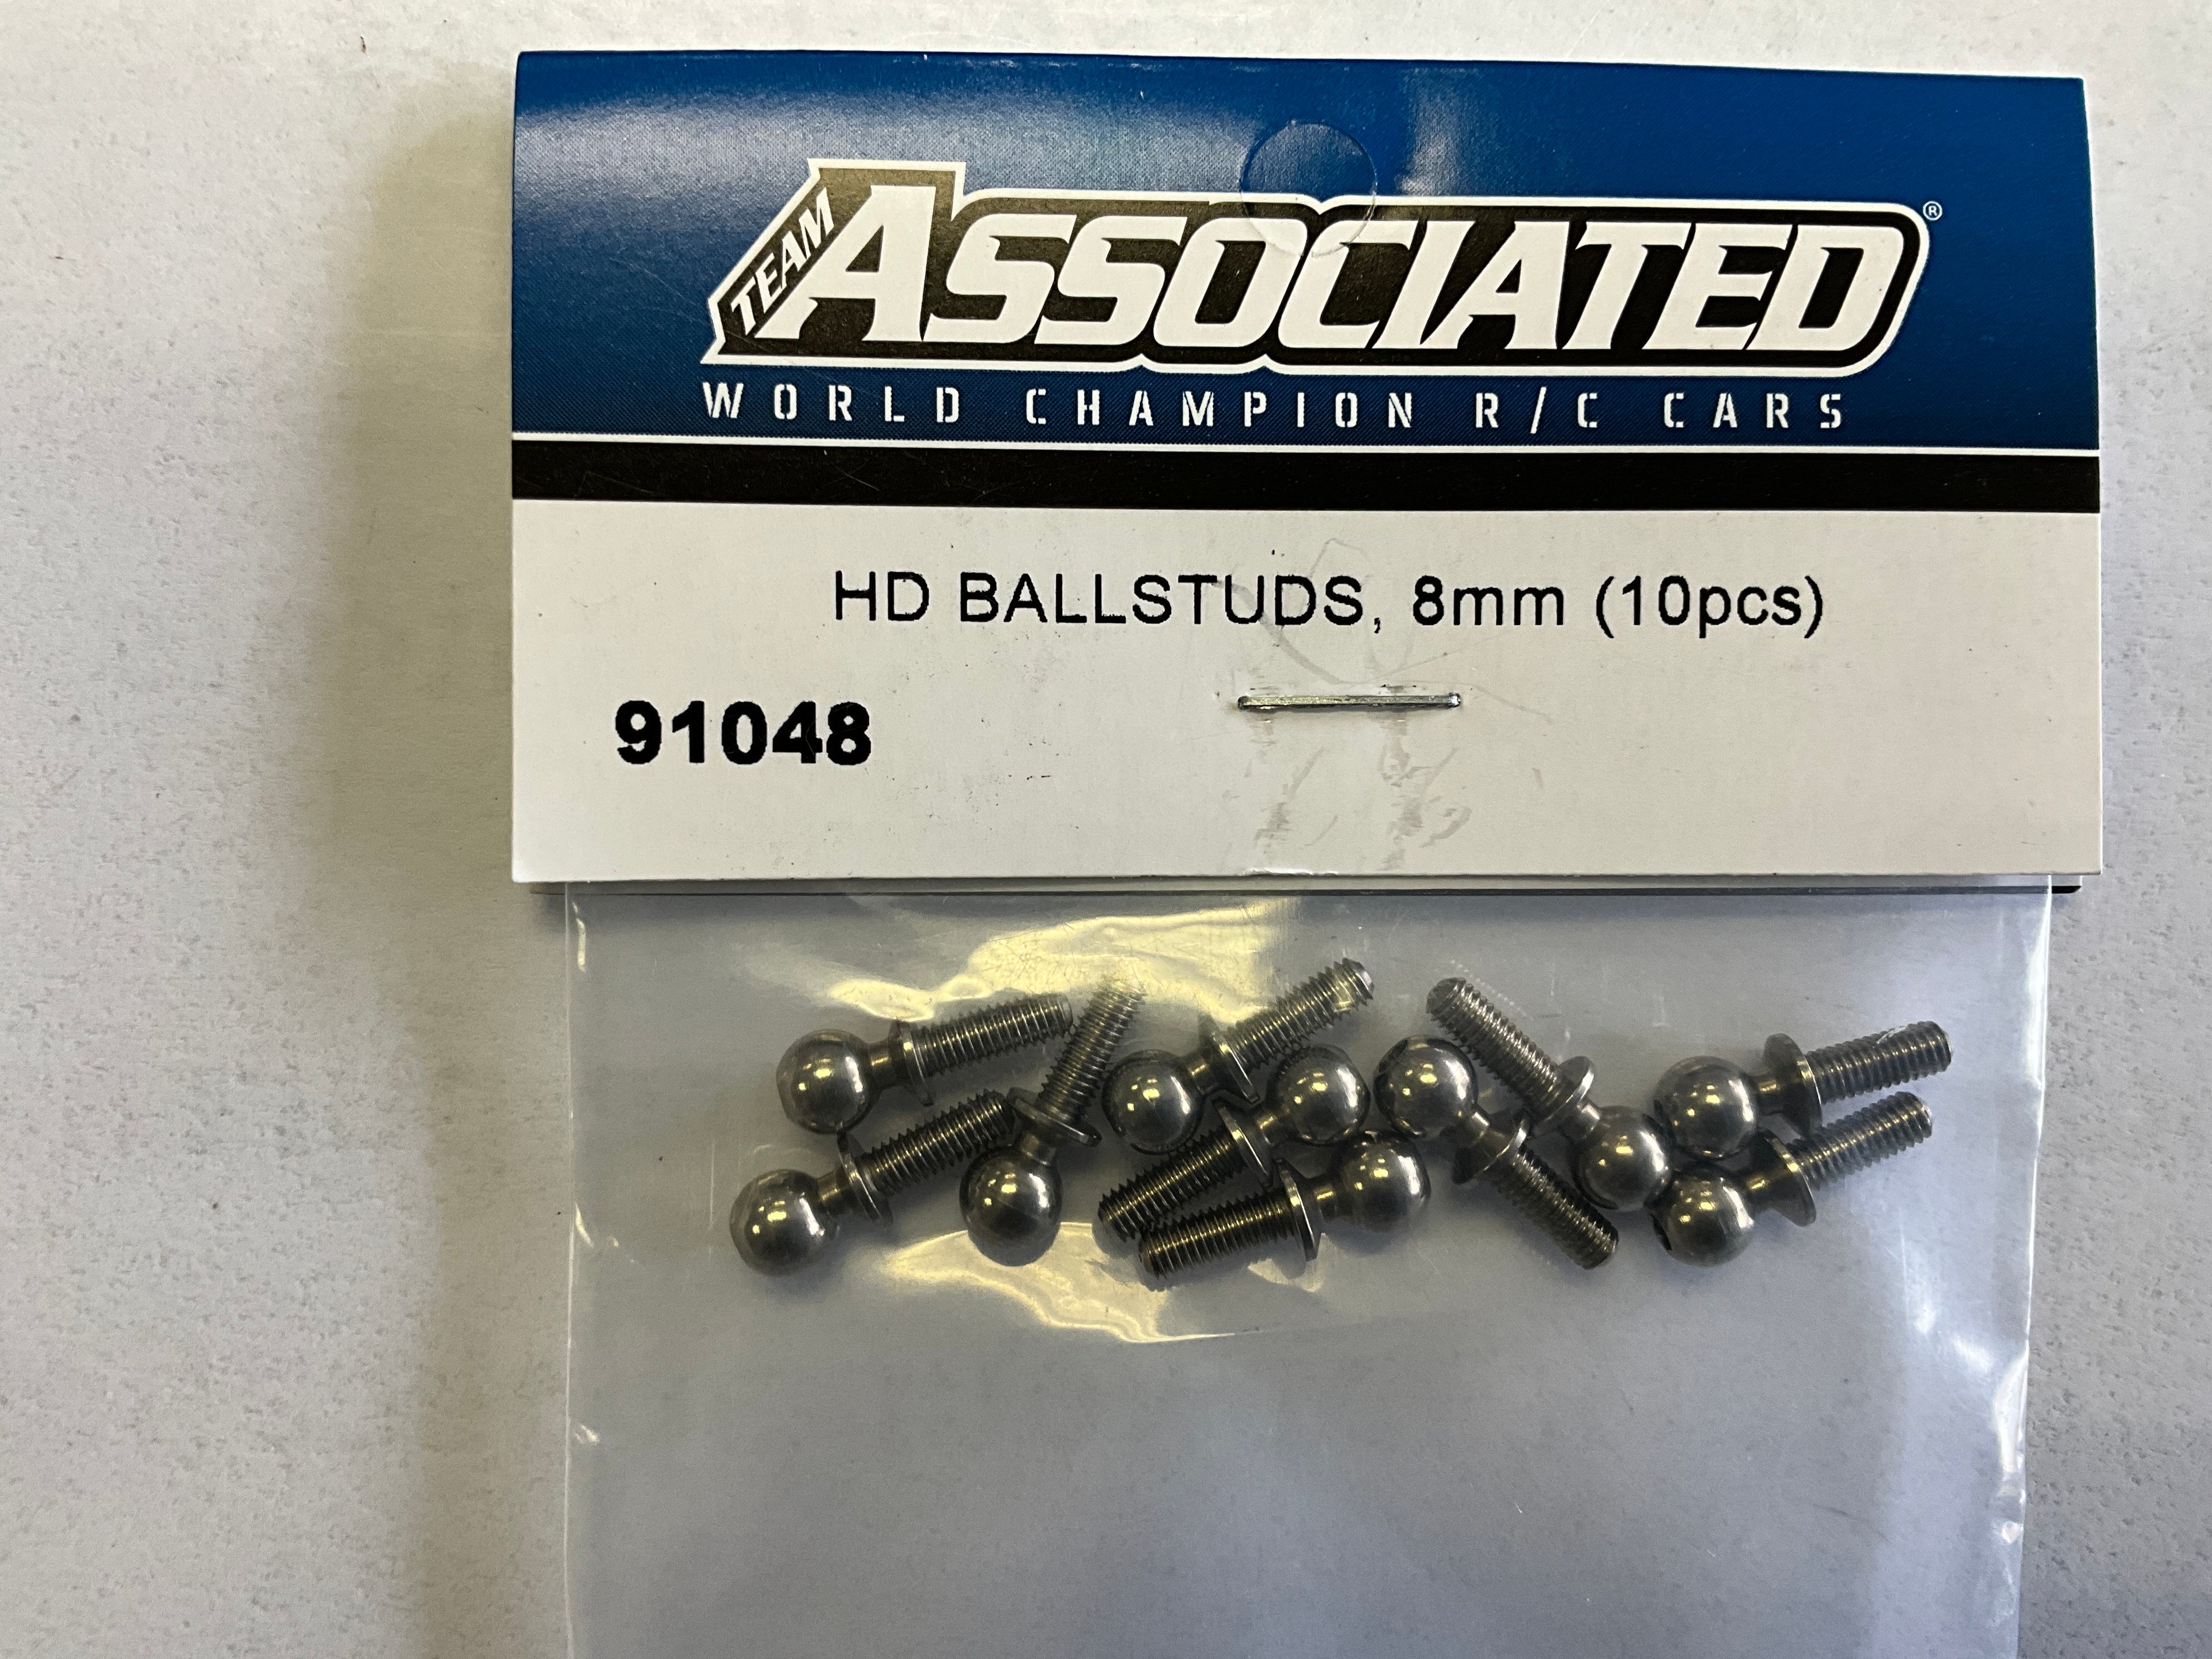 TEAM ASSOCIATED®
WORLD CHAMPION R/C CARS
HD BALLSTUDS, 8mm (10pcs)
91048